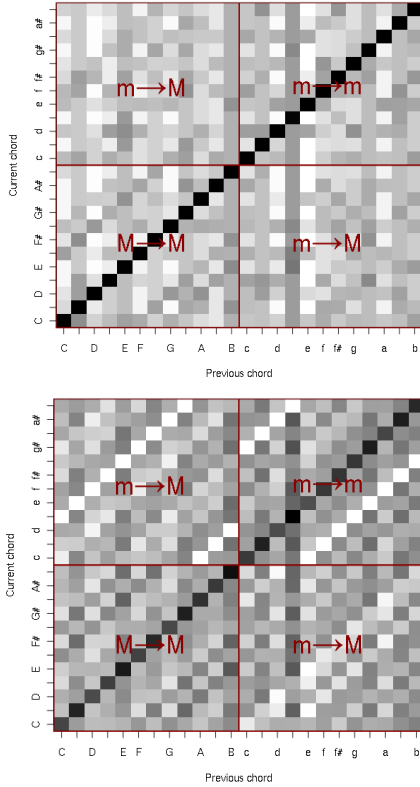 a#
g#
f#
f
e
d
c
A#
G#
F#
E
D
C
Current chord
m→M
m→m
M→M
m→M
C D E F G A B c d e f f# g a b
Previous chord
a#
g#
f#
f
e
d
c
A#
G#
F#
E
D
C
Current chord
m→M
m→m
M→M
m→M
C D E F G A B c d e f f# g a b
Previous chord